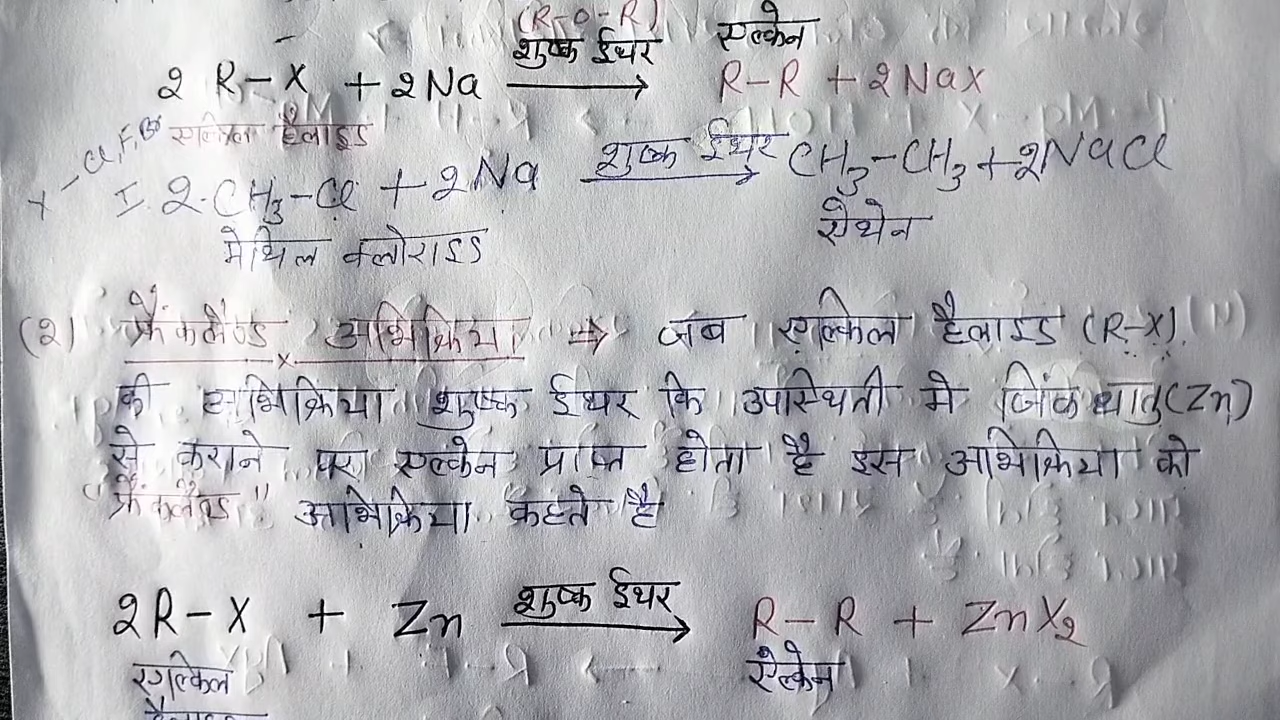 (R-O-R)
2 R-X + 2Na शुष्क ईथर → एल्केन R-R + 2NaX
एल्किल हैलाइड
X - Cl, F, Br
I. 2.CH3-Cl + 2Na शुष्क ईथर → CH3-CH3 + 2NaCl
मेथिल क्लोराइड ऐथेन
(2) फ्रैंकलैण्ड अभिक्रिया ⇒ जब एल्किल हैलाइड (R-X)
की अभिक्रिया शुष्क ईथर कि उपस्थिती मे जिंक धातु (Zn)
से कराने पर एल्केन प्राप्त होता है इस अभिक्रिया को
"फ्रैंकलैंड" अभिक्रिया कहते है
2R-X + Zn शुष्क ईथर → R-R + ZnX2
एल्किल ऐल्केन